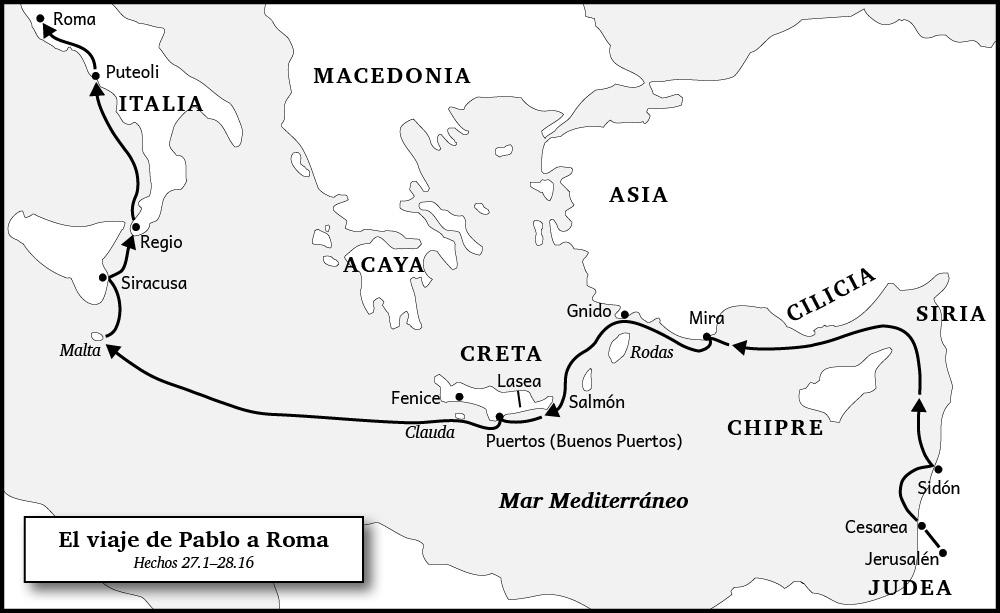 Roma
Puteoli
ITALIA
MACEDONIA
ASIA
Regio
ACAYA
Siracusa
CILICIA
SIRIA
Gnido
Mira
Malta
Rodas
CRETA
Lasea
Fenice
Salmón
Clauda
CHIPRE
Puertos (Buenos Puertos)
Sidón
Mar Mediterráneo
Cesarea
Jerusalén
JUDEA
El viaje de Pablo a Roma
Hechos 27.1–28.16